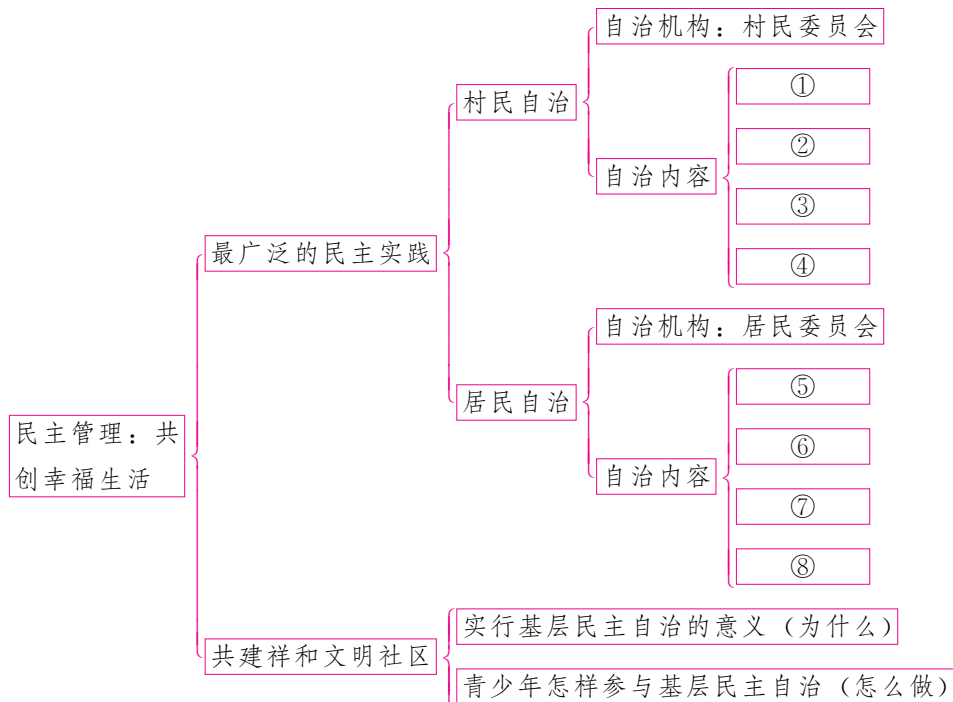 自治机构：村民委员会
①
村民自治
②
自治内容
③
最广泛的民主实践
④
自治机构：居民委员会
⑤
居民自治
民主管理：共
创幸福生活
⑥
自治内容
⑦
⑧
实行基层民主自治的意义（为什么）
共建祥和文明社区
青少年怎样参与基层民主自治（怎么做）